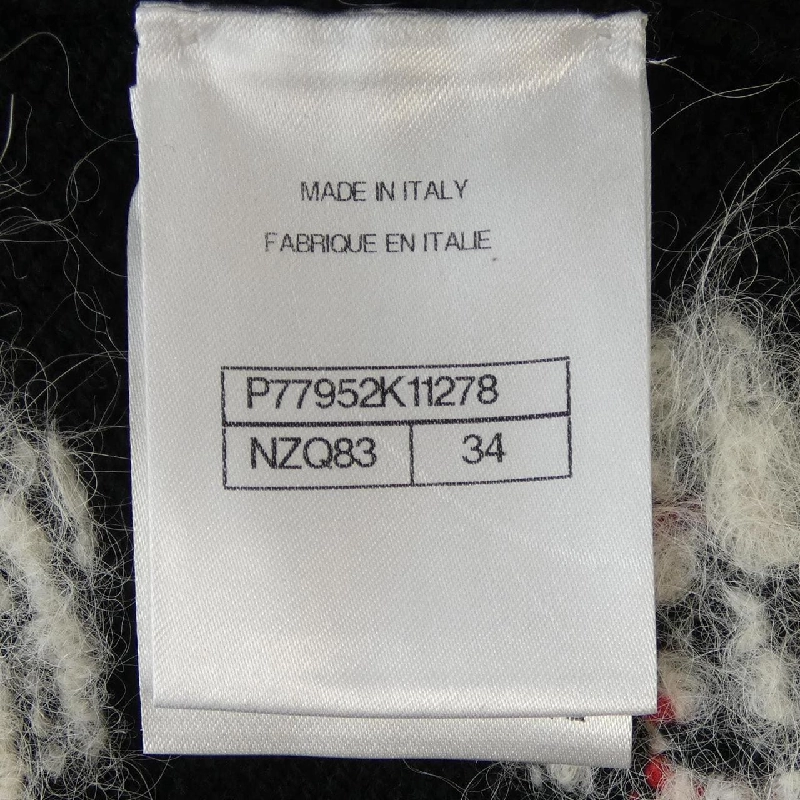 MADE IN ITALY
FABRIQUE EN ITALIE
P77952K11278
NZQ83 34